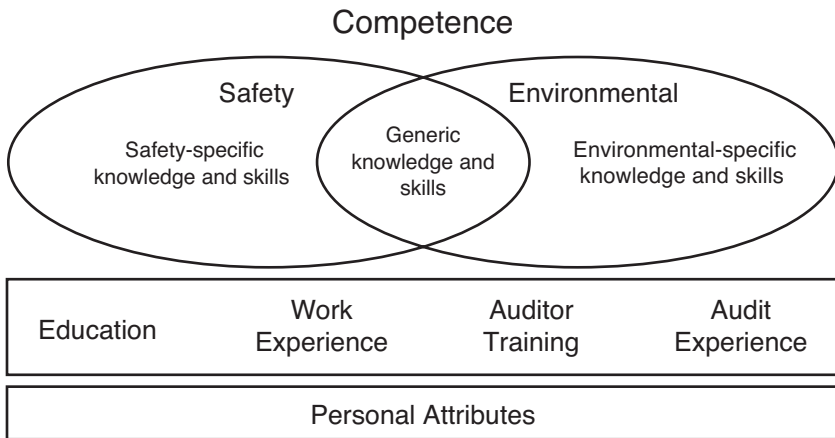 Competence
Safety
Environmental
Safety-specific
knowledge and skills
Generic
knowledge and
skills
Environmental-specific
knowledge and skills
Education
Work
Experience
Auditor
Training
Audit
Experience
Personal Attributes